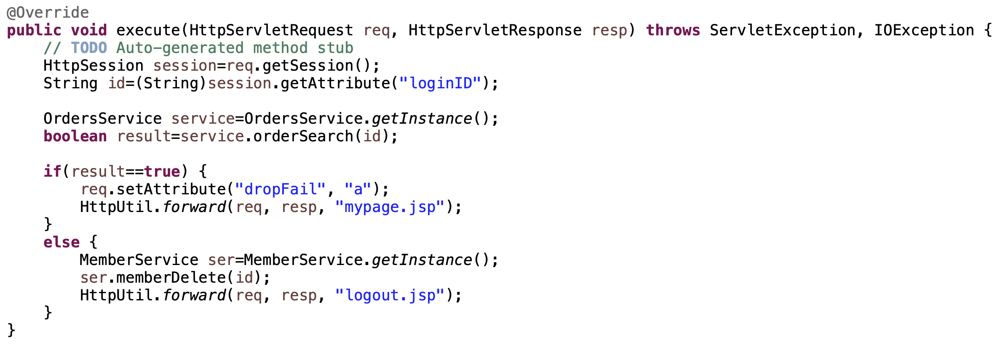 @Override
public void execute(HttpServletRequest req, HttpServletResponse resp) throws ServletException, IOException {
    // TODO Auto-generated method stub
    HttpSession session=req.getSession();
    String id=(String)session.getAttribute("loginID");

    OrdersService service=OrdersService.getInstance();
    boolean result=service.orderSearch(id);

    if(result==true) {
        req.setAttribute("dropFail", "a");
        HttpUtil.forward(req, resp, "mypage.jsp");
    }
    else {
        MemberService ser=MemberService.getInstance();
        ser.memberDelete(id);
        HttpUtil.forward(req, resp, "logout.jsp");
    }
}